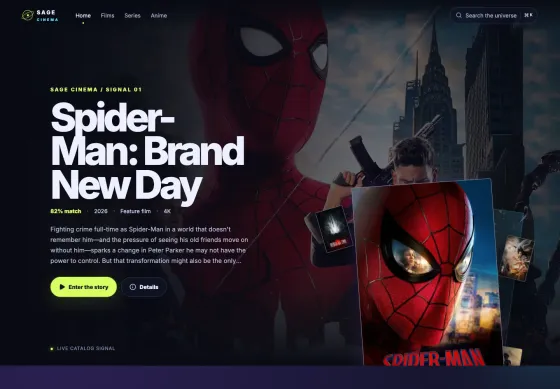 SAGE
CINEMA
Home
Films
Series
Anime
Search the universe
⌘K
SAGE CINEMA / SIGNAL 01
Spider-
Man: Brand
New Day
82% match · 2026 · Feature film · 4K
Fighting crime full-time as Spider-Man in a world that doesn't
remember him—and the pressure of seeing his old friends move on
without him—sparks a change in Peter Parker he may not have the
power to control. But that transformation might also be the only...
Enter the story
Details
LIVE CATALOG SIGNAL
SPIDER-MAN